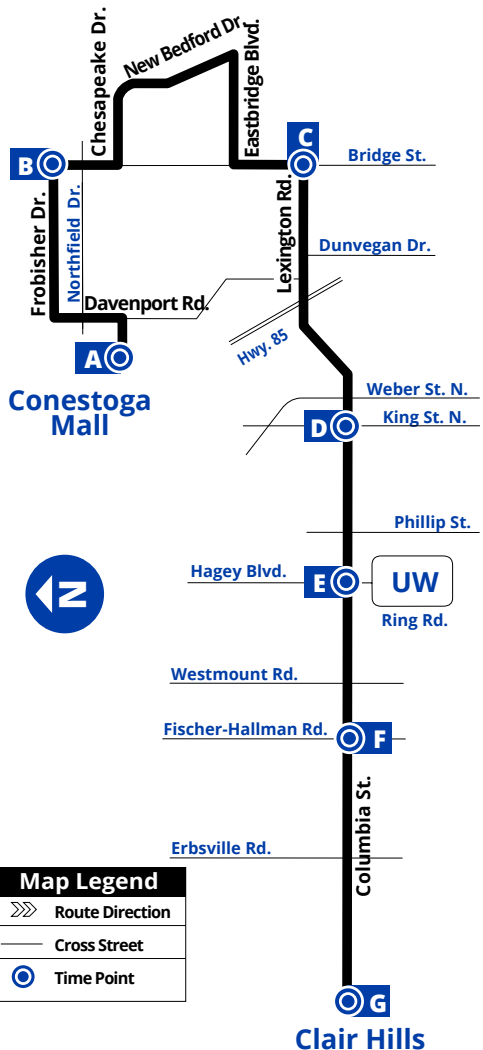 New Bedford Dr.
Chesapeake Dr.
Eastbridge Blvd.
C
B
Bridge St.
Frobisher Dr.
Northfield Dr.
Lexington Rd.
Dunvegan Dr.
Davenport Rd.
Hwy. 85
A
Conestoga
Mall
Weber St. N.
D
King St. N.
Phillip St.
N
Hagey Blvd.
E
UW
Ring Rd.
Westmount Rd.
Fischer-Hallman Rd.
F
Columbia St.
Erbsville Rd.
Map Legend
Route Direction
Cross Street
Time Point
G
Clair Hills